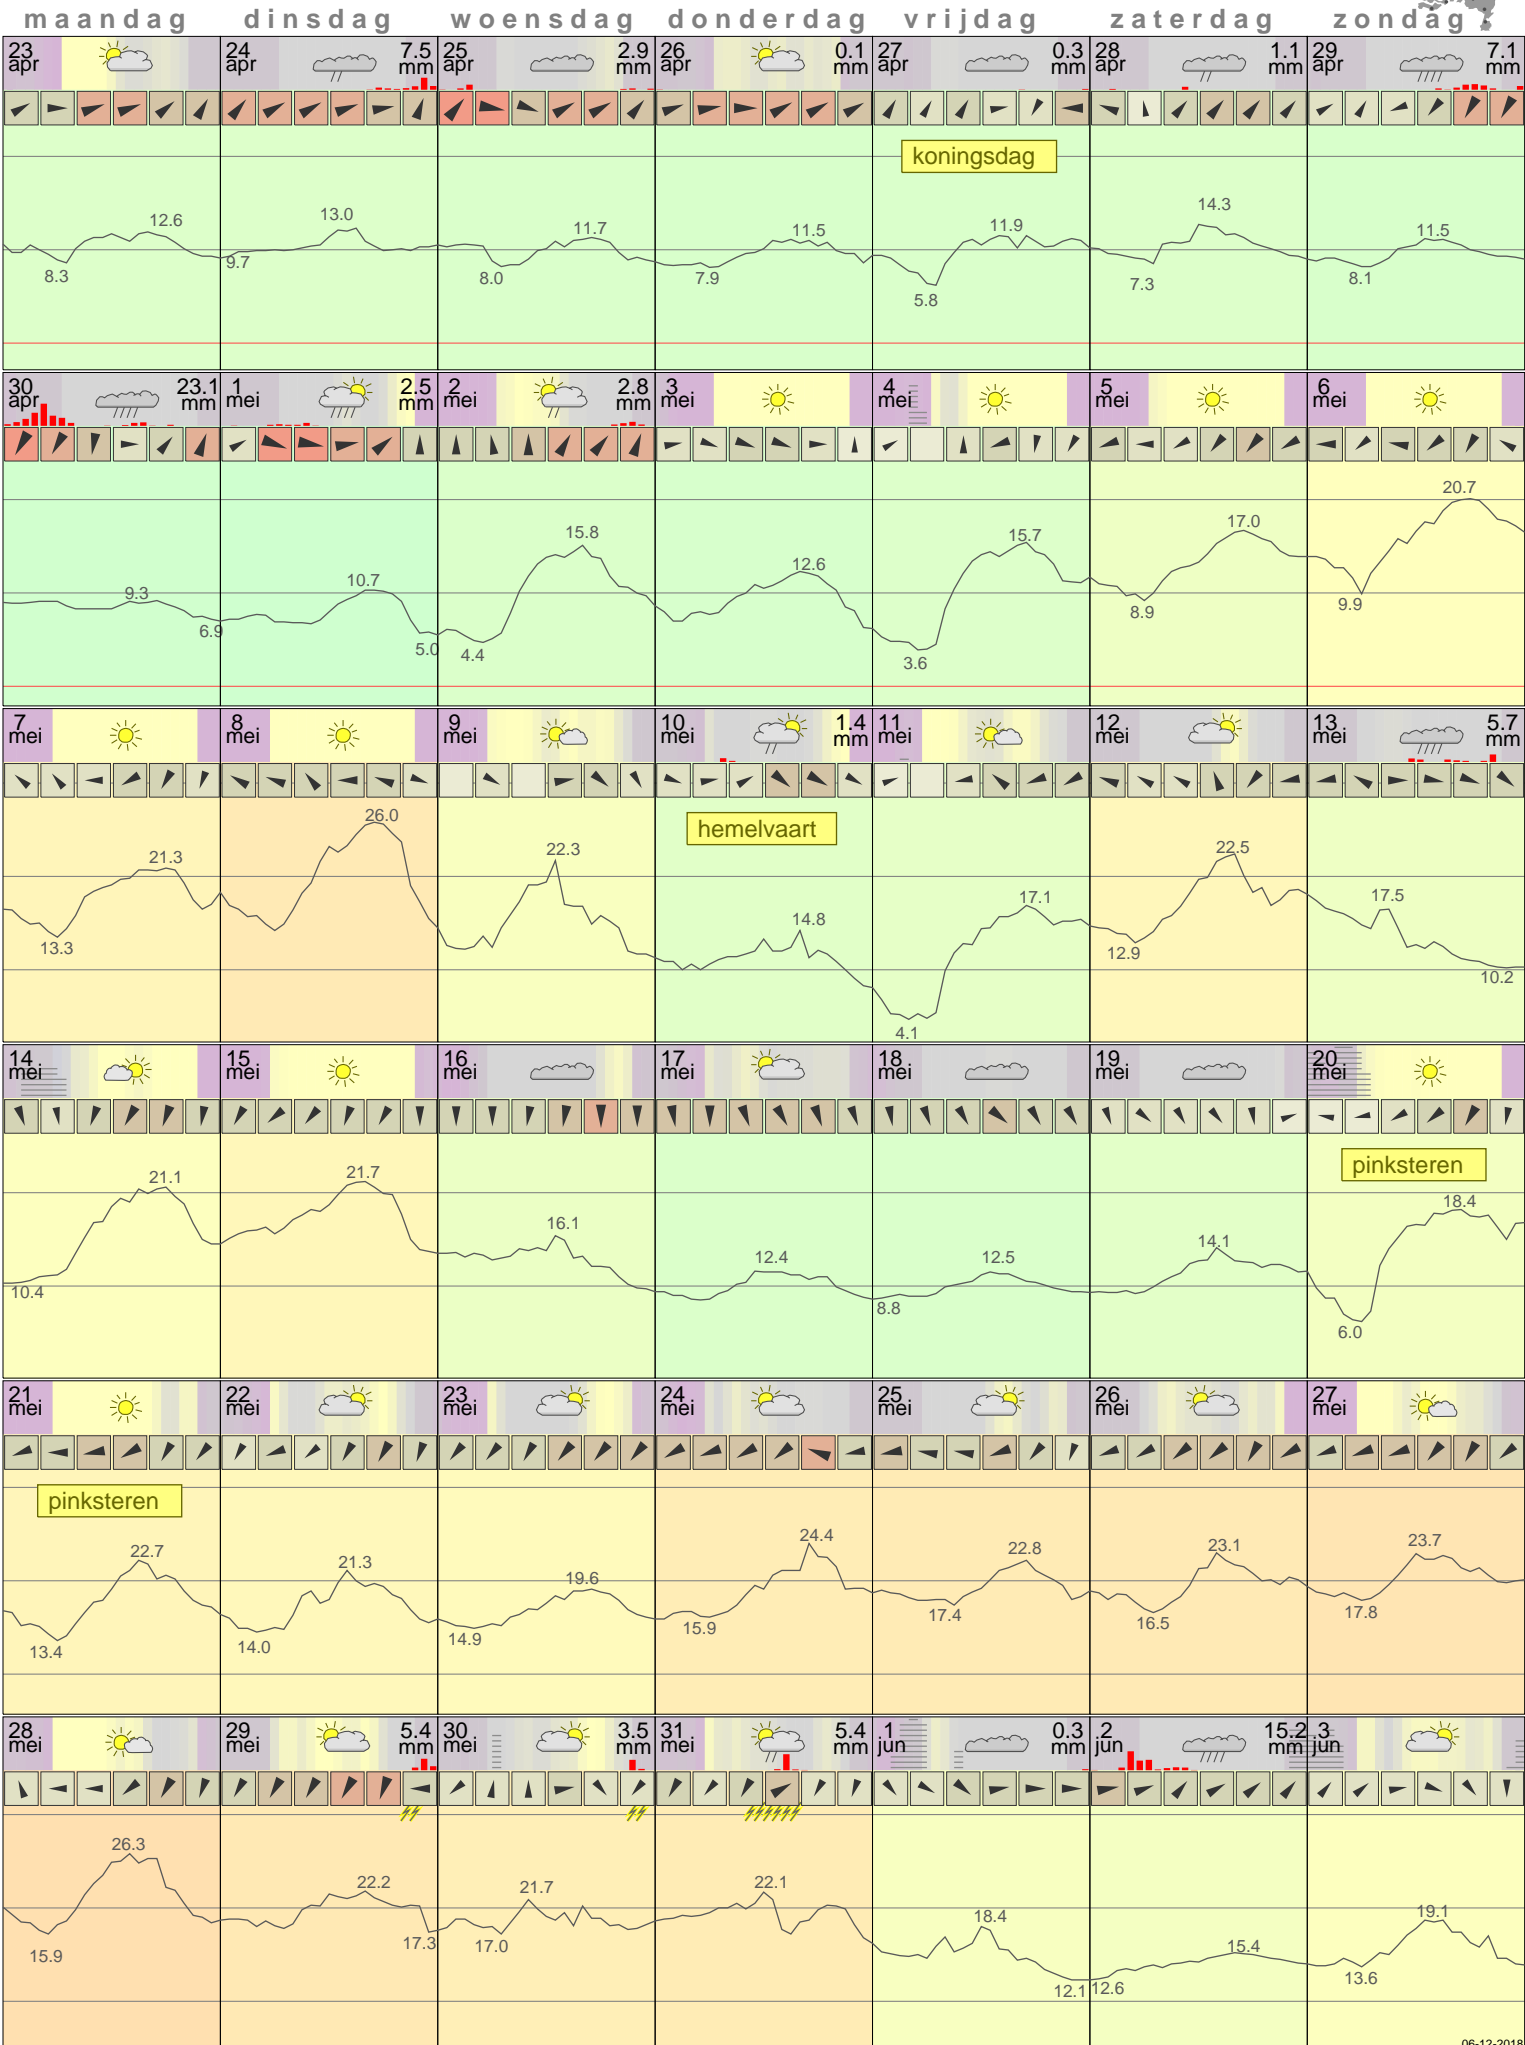 maandag dinsdag woensdag donderdag vrijdag zaterdag zondag
23 apr 24 apr 7.5 mm 25 apr 2.9 mm 26 apr 0.1 mm 27 apr 0.3 mm 28 apr 1.1 mm 29 apr 7.1 mm
koningsdag
12.6 13.0 11.7 11.5 11.9 14.3 11.5
8.3 9.7 8.0 7.9 5.8 7.3 8.1
30 apr 23.1 mm 1 mei 2.5 mm 2 mei 2.8 mm 3 mei 4 mei 5 mei 6 mei
9.3 10.7 15.8 12.6 15.7 17.0 20.7
6.9 5.0 4.4 3.6 8.9 9.9
7 mei 8 mei 9 mei 10 mei 1.4 mm 11 mei 12 mei 13 mei 5.7 mm
hemelvaart
21.3 26.0 22.3 14.8 17.1 22.5 17.5
13.3 4.1 12.9 10.2
14 mei 15 mei 16 mei 17 mei 18 mei 19 mei 20 mei
pinksteren
21.1 21.7 16.1 12.4 12.5 14.1 18.4
10.4 8.8 6.0
21 mei 22 mei 23 mei 24 mei 25 mei 26 mei 27 mei
pinksteren
22.7 21.3 19.6 24.4 22.8 23.1 23.7
13.4 14.0 14.9 15.9 17.4 16.5 17.8
28 mei 29 mei 5.4 mm 30 mei 3.5 mm 31 mei 5.4 mm 1 jun 0.3 mm 2 jun 15.2 mm 3 jun
26.3 22.2 21.7 22.1 18.4 15.4 19.1
15.9 17.3 17.0 12.1 12.6 13.6
06-12-2018